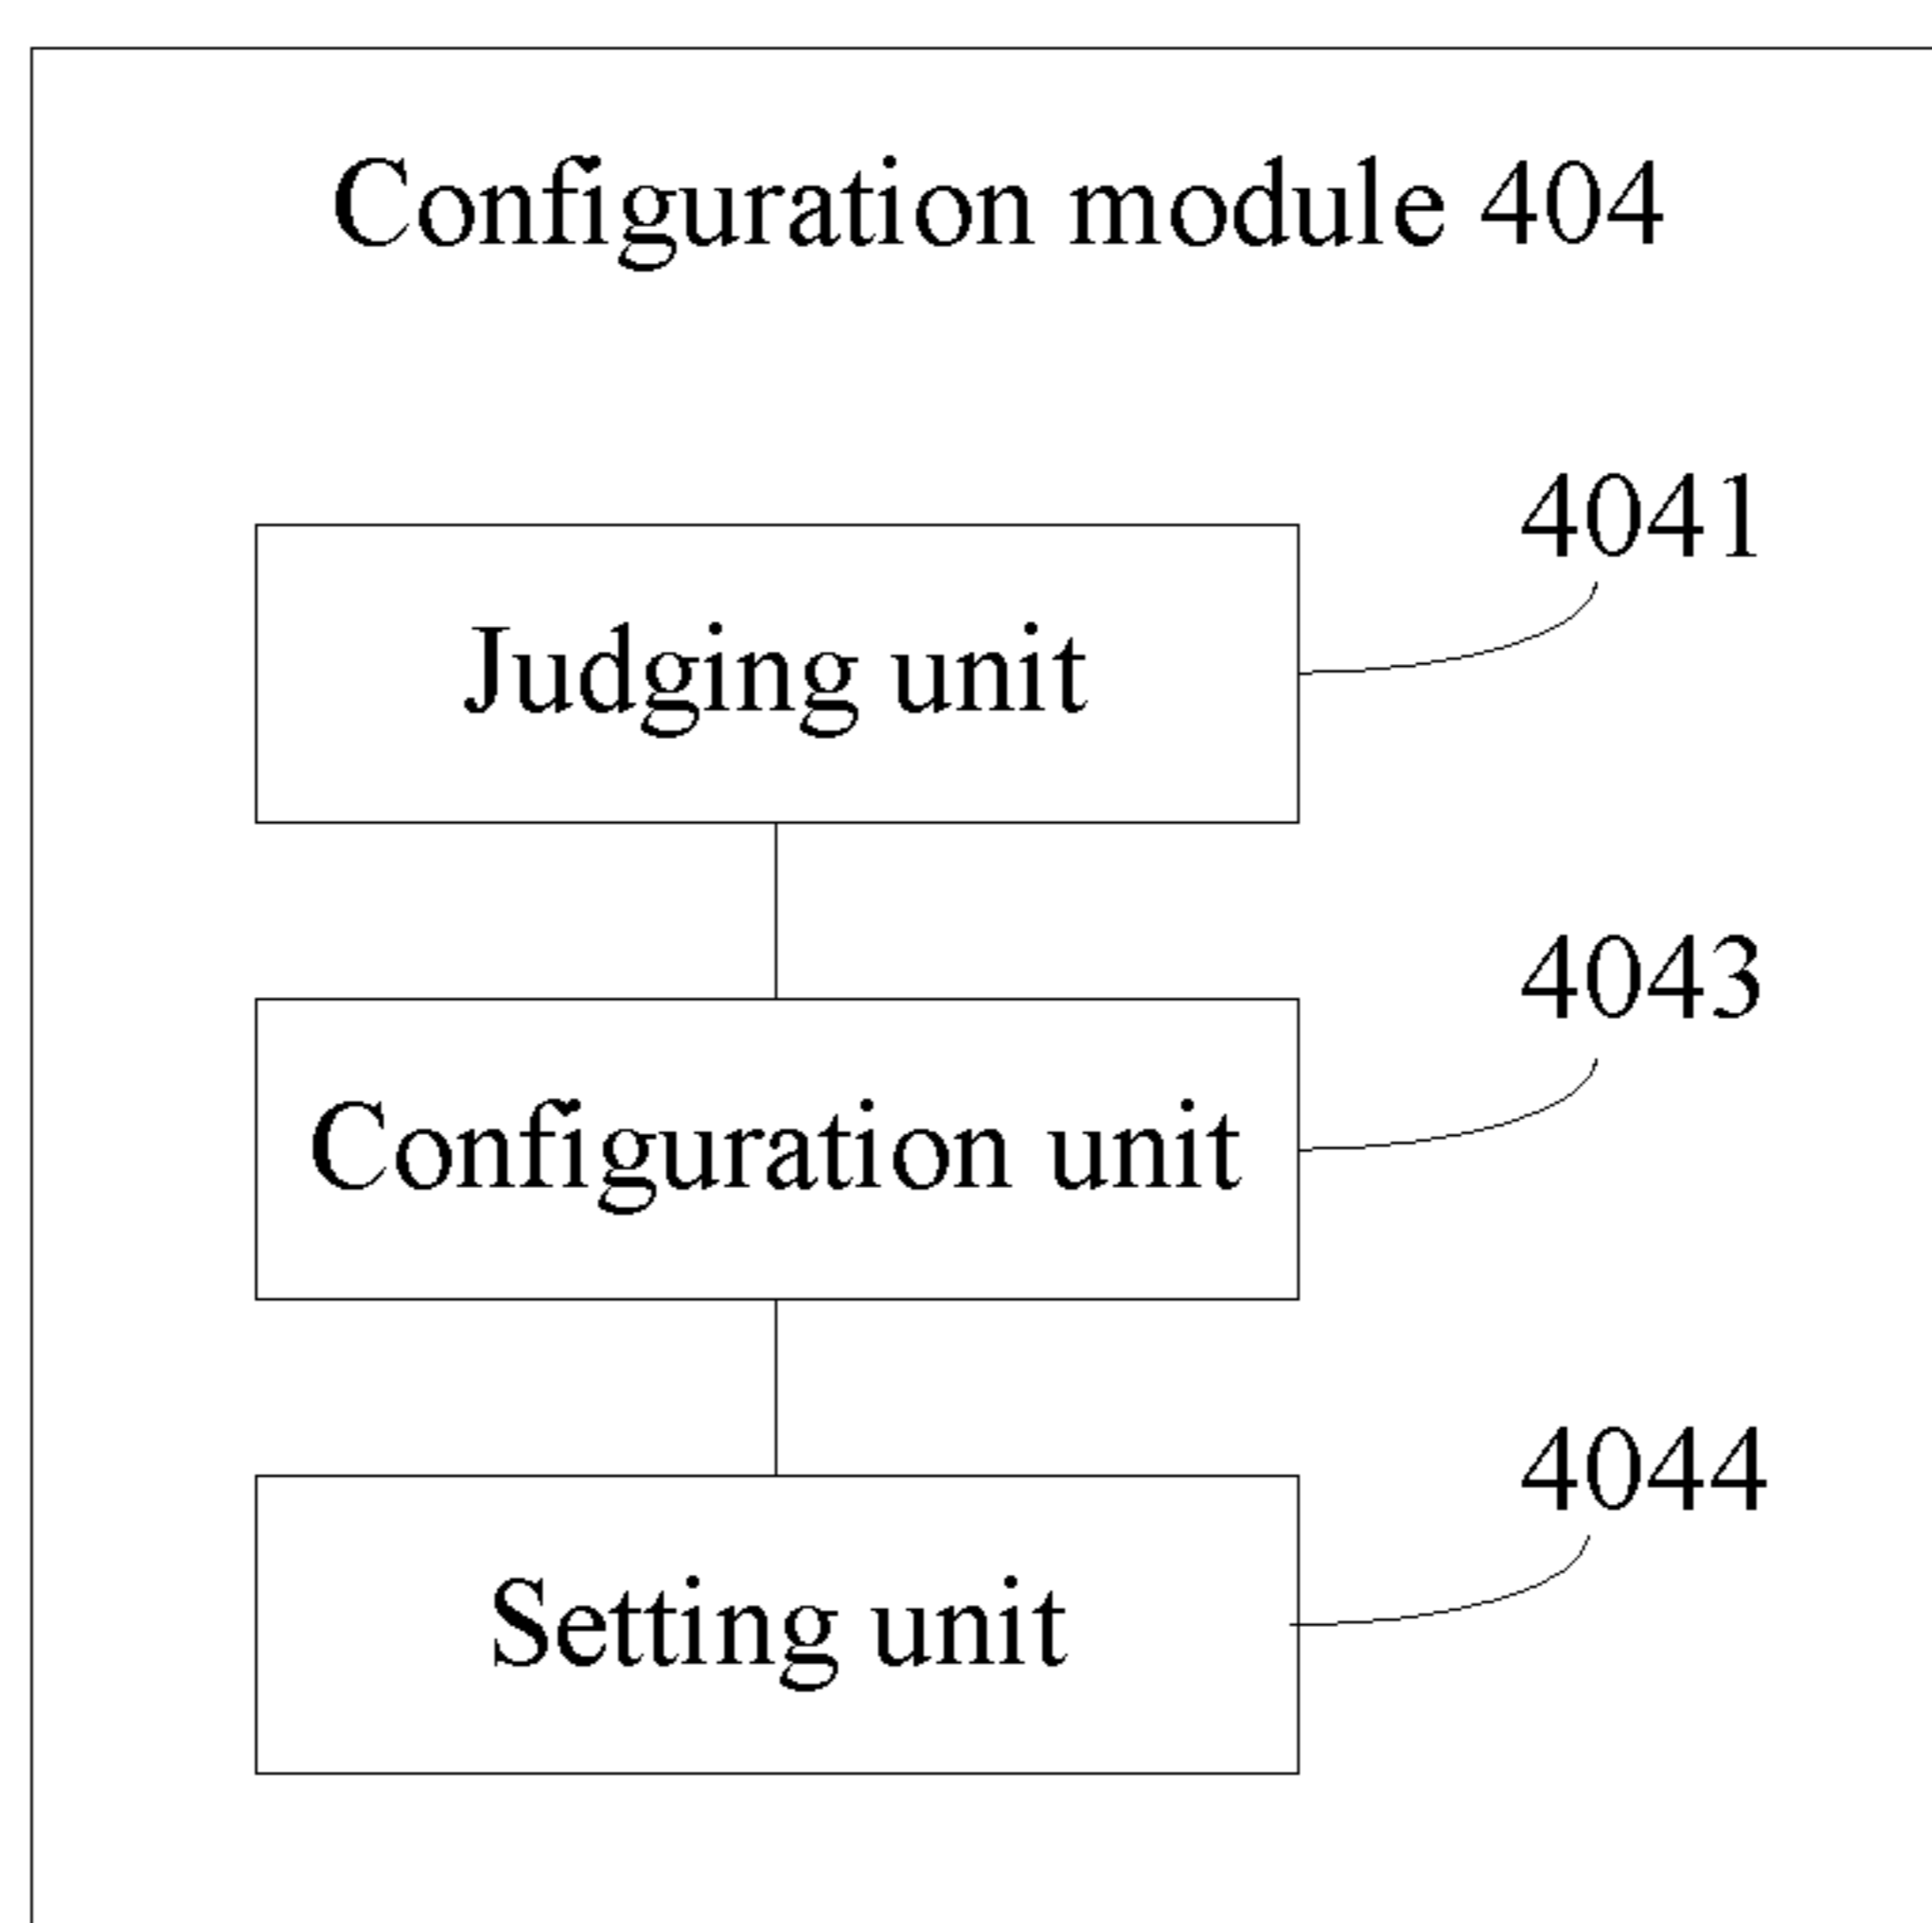 Configuration module 404
4041
Judging unit
4043
Configuration unit
4044
Setting unit